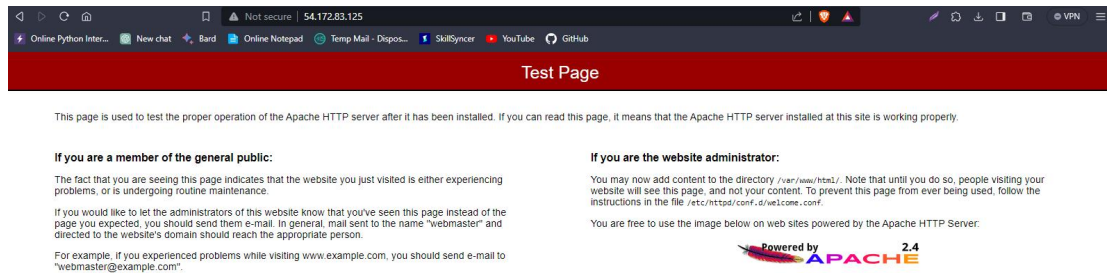 Not secure | 54.172.83.125
VPN
Online Python Inter... New chat Bard Online Notepad Temp Mail - Dispos... SkillSyncer YouTube GitHub
Test Page
This page is used to test the proper operation of the Apache HTTP server after it has been installed. If you can read this page, it means that the Apache HTTP server installed at this site is working properly.
If you are a member of the general public:
The fact that you are seeing this page indicates that the website you just visited is either experiencing
problems, or is undergoing routine maintenance.
If you would like to let the administrators of this website know that you've seen this page instead of the
page you expected, you should send them e-mail. In general, mail sent to the name "webmaster" and
directed to the website's domain should reach the appropriate person.
For example, if you experienced problems while visiting www.example.com, you should send e-mail to
"webmaster@example.com".
If you are the website administrator:
You may now add content to the directory /var/www/html/. Note that until you do so, people visiting your
website will see this page, and not your content. To prevent this page from ever being used, follow the
instructions in the file /etc/httpd/conf.d/welcome.conf.
You are free to use the image below on web sites powered by the Apache HTTP Server:
Powered by 2.4
APACHE